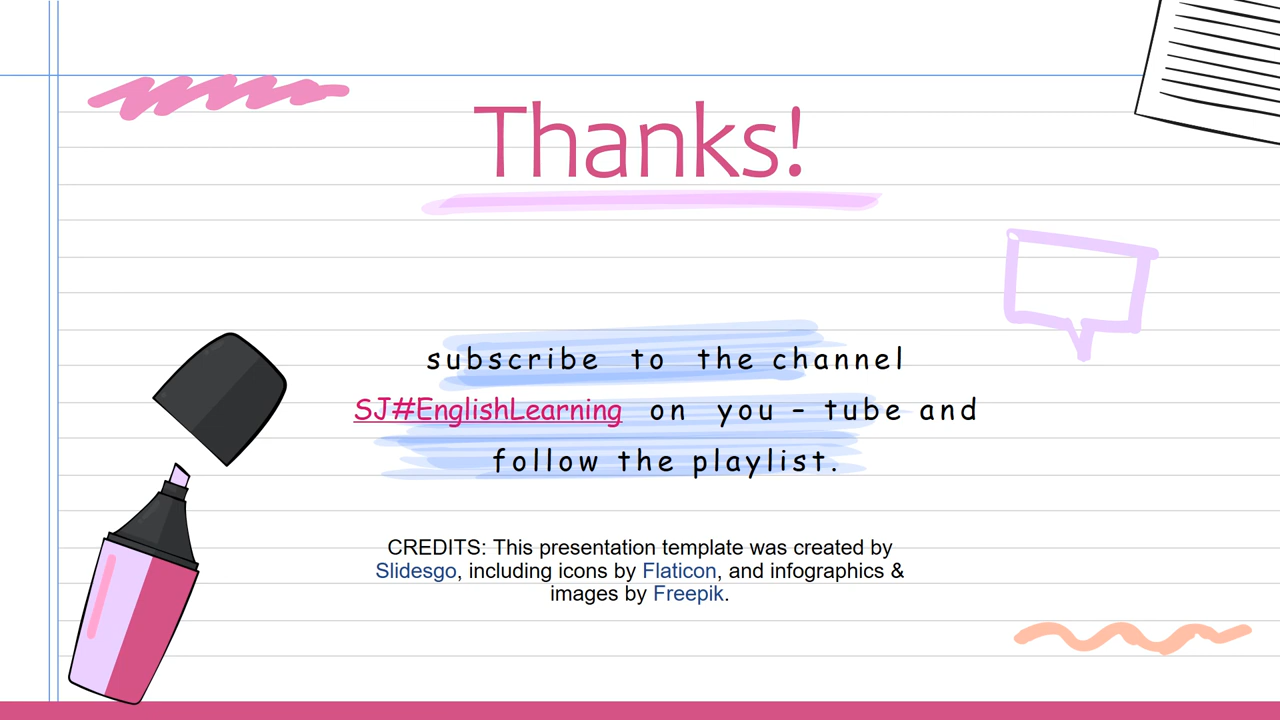 Thanks!
subscribe to the channel
SJ#EnglishLearning on you - tube and
follow the playlist.
CREDITS: This presentation template was created by
Slidesgo, including icons by Flaticon, and infographics &
images by Freepik.